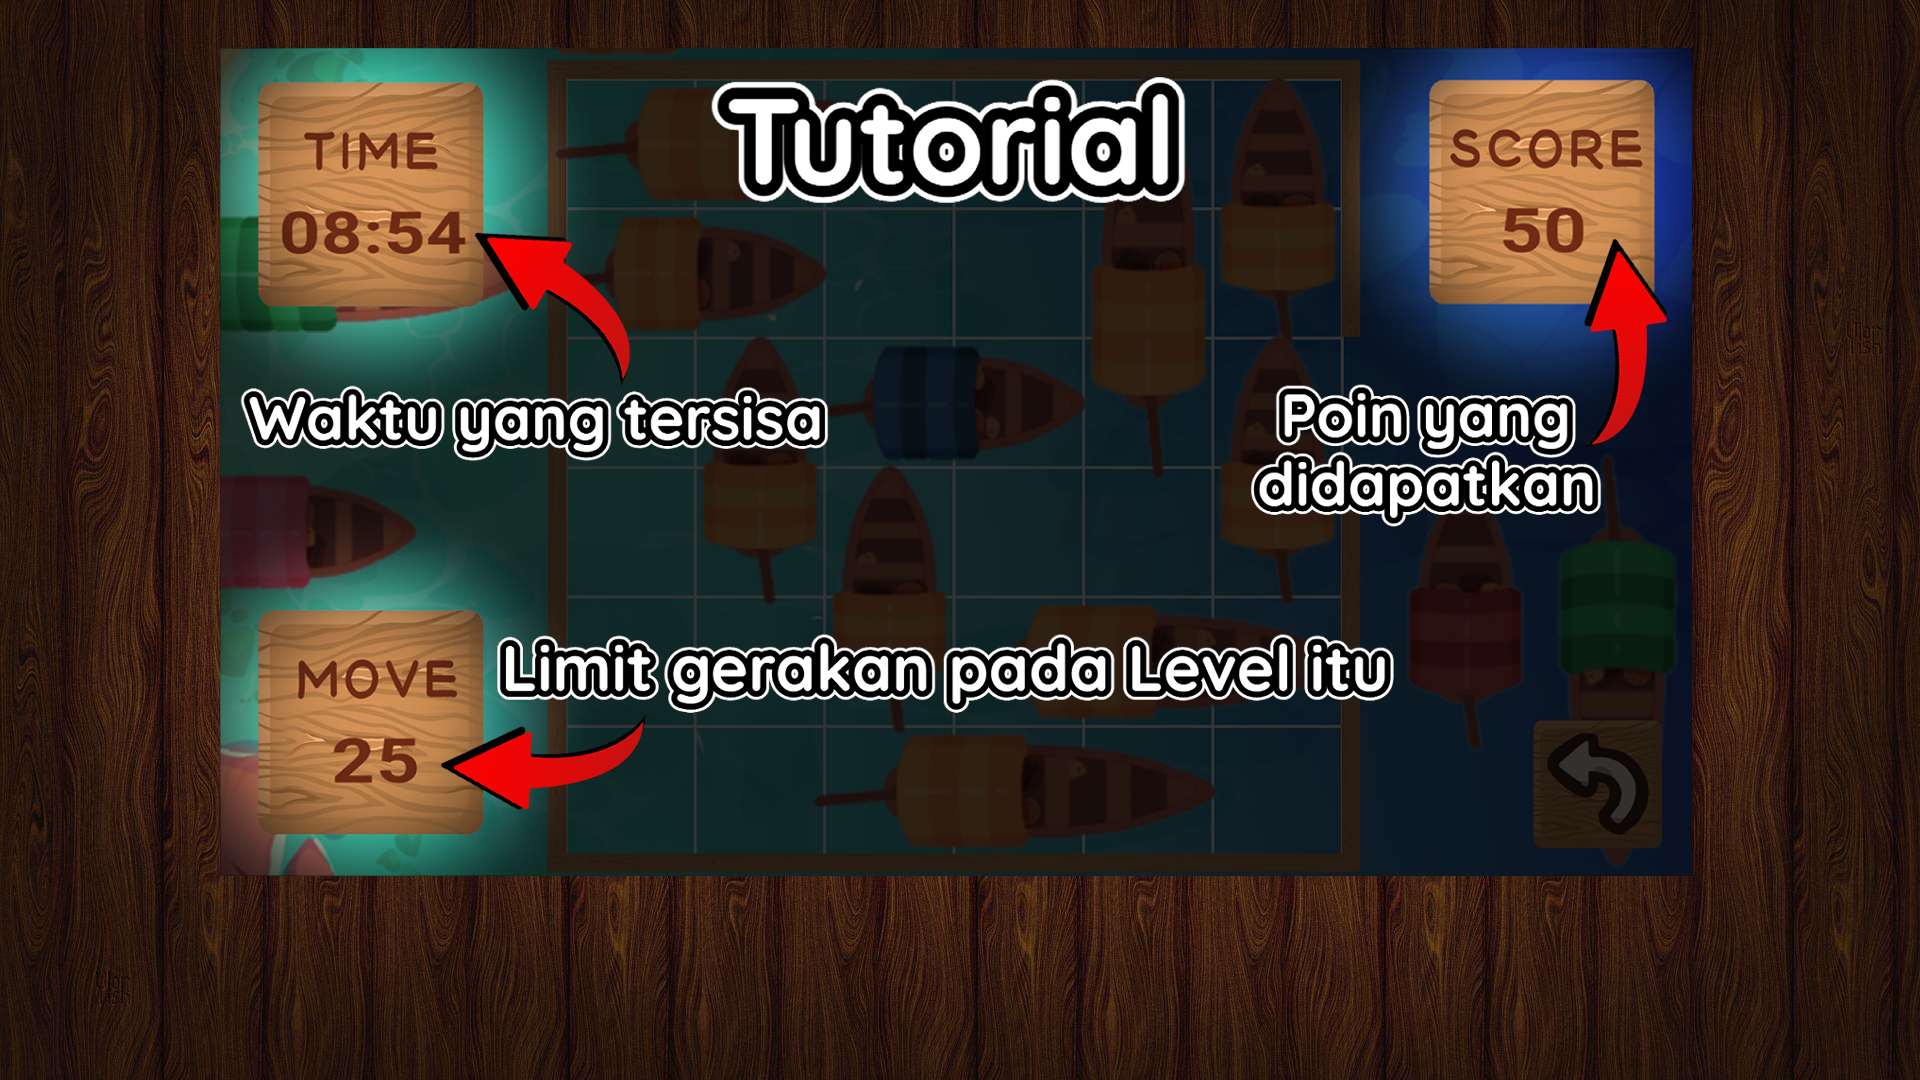 Tutorial
TIME
08:54
SCORE
50
Waktu yang tersisa
Poin yang
didapatkan
MOVE
25
Limit gerakan pada Level itu